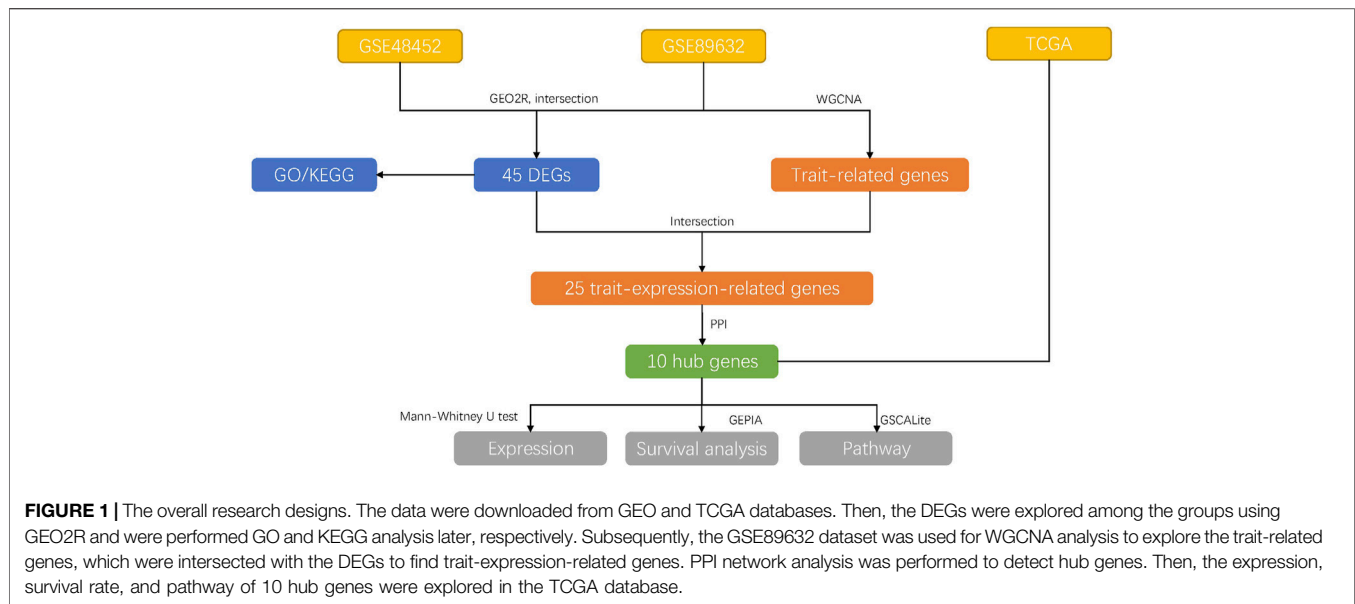 GSE48452
GSE89632
TCGA
GEO2R, intersection
WGCNA
GO/KEGG
45 DEGs
Trait-related genes
Intersection
25 trait-expression-related genes
PPI
10 hub genes
Mann-Whitney U test
GEPIA
GSCALite
Expression
Survival analysis
Pathway
FIGURE 1 | The overall research designs. The data were downloaded from GEO and TCGA databases. Then, the DEGs were explored among the groups using
GEO2R and were performed GO and KEGG analysis later, respectively. Subsequently, the GSE89632 dataset was used for WGCNA analysis to explore the trait-related
genes, which were intersected with the DEGs to find trait-expression-related genes. PPI network analysis was performed to detect hub genes. Then, the expression,
survival rate, and pathway of 10 hub genes were explored in the TCGA database.